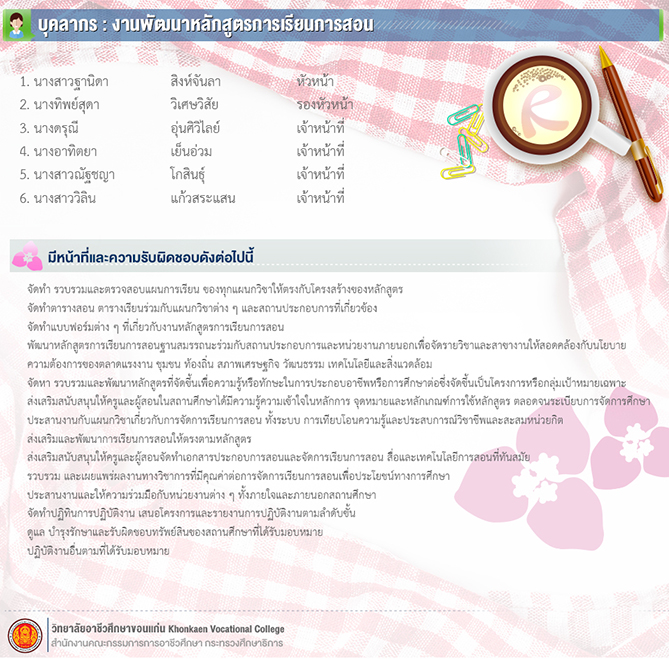 บุคลากร : งานพัฒนาหลักสูตรการเรียนการสอน
1. นางสาวฐานิดา สิงห์จันลา หัวหน้า
2. นางทิพย์สุดา วิเศษวิสัย รองหัวหน้า
3. นางดรุณี อุ่นศิวิไลย์ เจ้าหน้าที่
4. นางอาทิตยา เย็นอ่วม เจ้าหน้าที่
5. นางสาวณัฐชญา โกสินธุ์ เจ้าหน้าที่
6. นางสาววิลิน แก้วสระแสน เจ้าหน้าที่
มีหน้าที่และความรับผิดชอบดังต่อไปนี้
จัดทำ รวบรวมและตรวจสอบแผนการเรียน ของทุกแผนกวิชาให้ตรงกับโครงสร้างของหลักสูตร
จัดทำตารางสอน ตารางเรียนร่วมกับแผนกวิชาต่าง ๆ และสถานประกอบการที่เกี่ยวข้อง
จัดทำแบบฟอร์มต่าง ๆ ที่เกี่ยวกับงานหลักสูตรการเรียนการสอน
พัฒนาหลักสูตรการเรียนการสอนฐานสมรรถนะร่วมกับสถานประกอบการและหน่วยงานภายนอกเพื่อจัดรายวิชาและสาขางานให้สอดคล้องกับนโยบาย
ความต้องการของตลาดแรงงาน ชุมชน ท้องถิ่น สภาพเศรษฐกิจ วัฒนธรรม เทคโนโลยีและสิ่งแวดล้อม
จัดหา รวบรวมและพัฒนาหลักสูตรที่จัดขึ้นเพื่อความรู้หรือทักษะในการประกอบอาชีพหรือการศึกษาต่อซึ่งจัดขึ้นเป็นโครงการหรือกลุ่มเป้าหมายเฉพาะ
ส่งเสริมสนับสนุนให้ครูและผู้สอนในสถานศึกษาได้มีความรู้ความเข้าใจในหลักการ จุดหมายและหลักเกณฑ์การใช้หลักสูตร ตลอดจนระเบียบการจัดการศึกษา
ประสานงานกับแผนกวิชาเกี่ยวกับการจัดการเรียนการสอน ทั้งระบบ การเทียบโอนความรู้และประสบการณ์วิชาชีพและสะสมหน่วยกิต
ส่งเสริมและพัฒนาการเรียนการสอนให้ตรงตามหลักสูตร
ส่งเสริมสนับสนุนให้ครูและผู้สอนจัดทำเอกสารประกอบการสอนและจัดการเรียนการสอน สื่อและเทคโนโลยีการสอนที่ทันสมัย
รวบรวม และเผยแพร่ผลงานทางวิชาการที่มีคุณค่าต่อการจัดการเรียนการสอนเพื่อประโยชน์ทางการศึกษา
ประสานงานและให้ความร่วมมือกับหน่วยงานต่าง ๆ ทั้งภายในและภายนอกสถานศึกษา
จัดทำปฏิทินการปฏิบัติงาน เสนอโครงการและรายงานการปฏิบัติงานตามลำดับขั้น
ดูแล บำรุงรักษาและรับผิดชอบทรัพย์สินของสถานศึกษาที่ได้รับมอบหมาย
ปฏิบัติงานอื่นตามที่ได้รับมอบหมาย
วิทยาลัยอาชีวศึกษาขอนแก่น Khonkaen Vocational College
สำนักงานคณะกรรมการการอาชีวศึกษา กระทรวงศึกษาธิการ